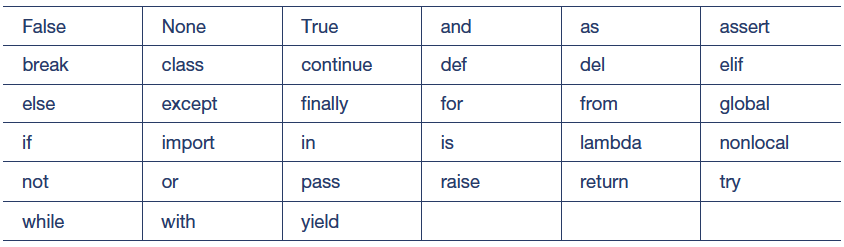 False None True and as assert
break class continue def del elif
else except finally for from global
if import in is lambda nonlocal
not or pass raise return try
while with yield